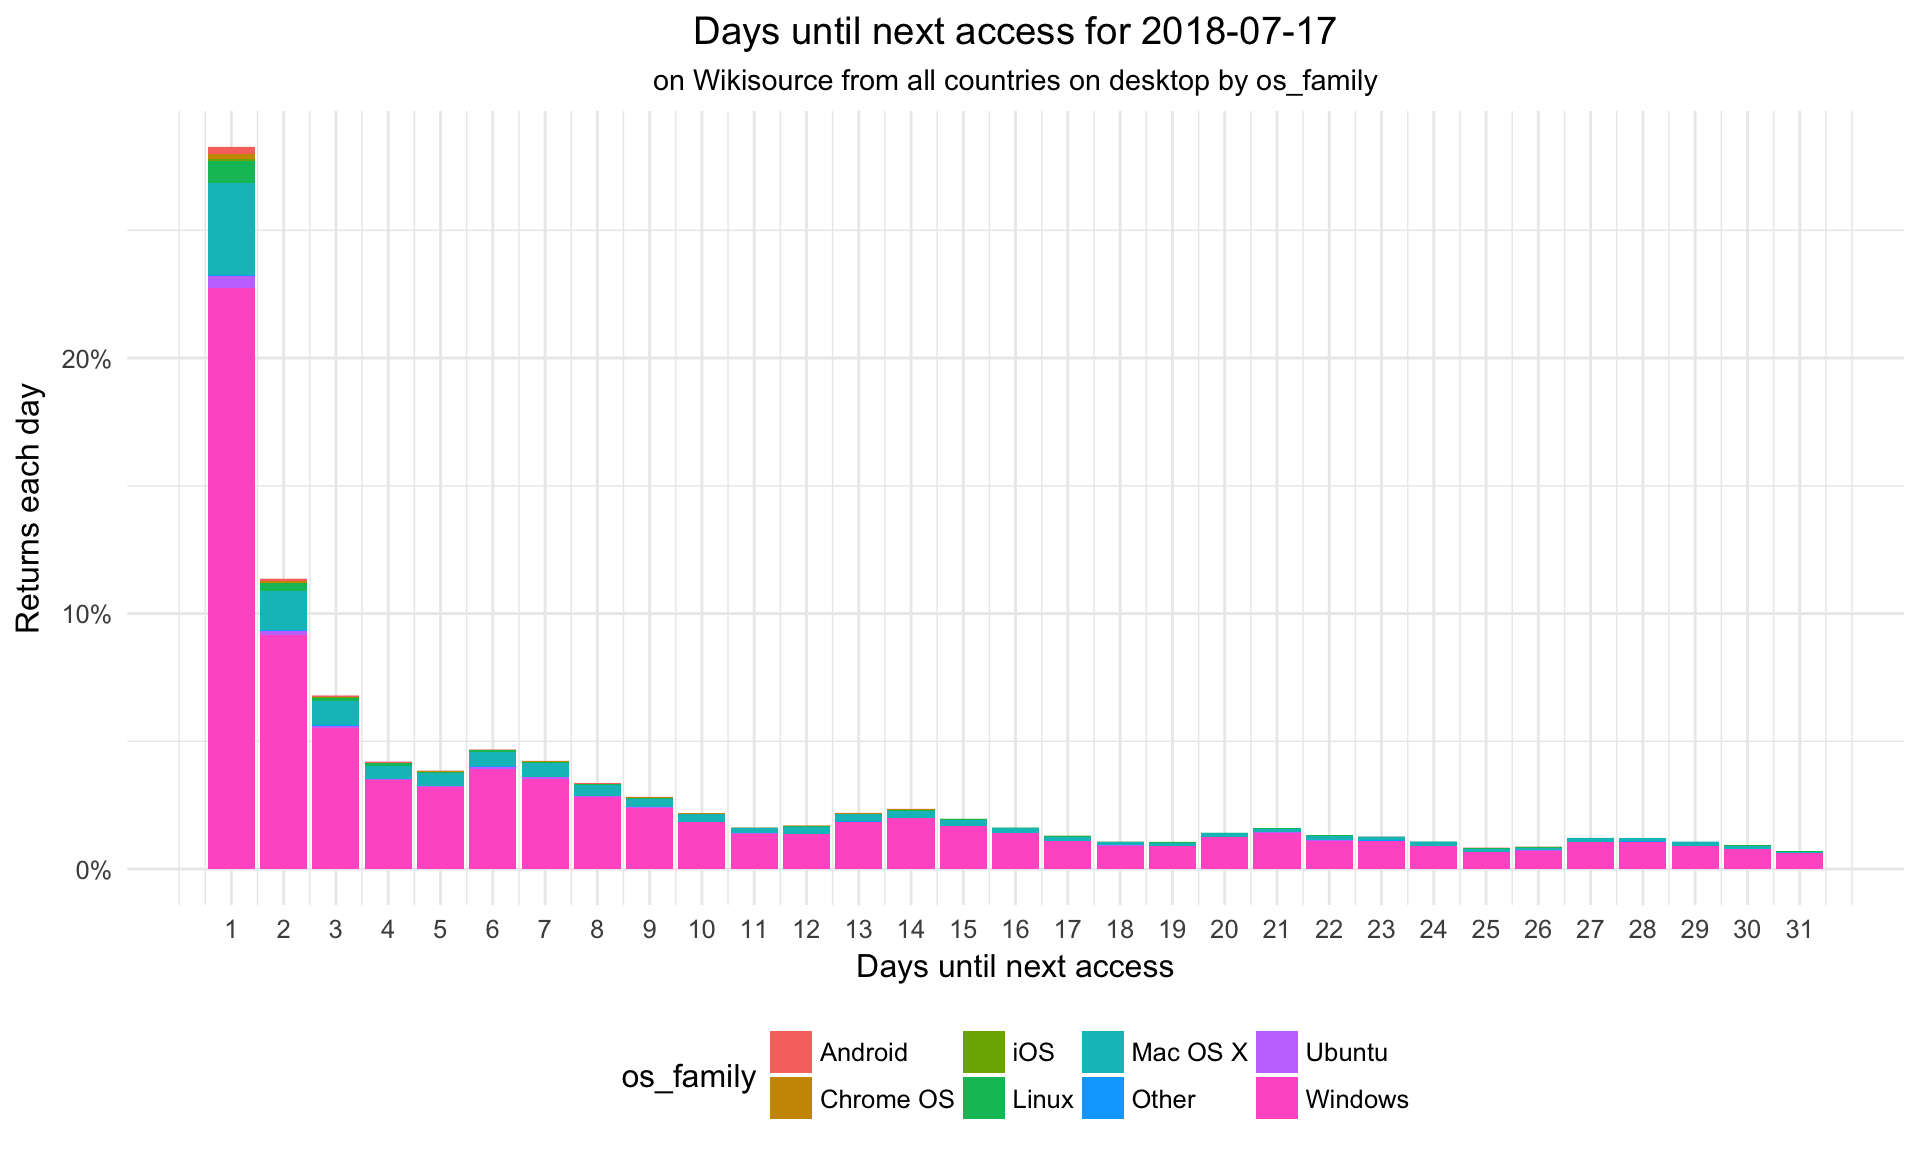 Days until next access for 2018-07-17
on Wikisource from all countries on desktop by os_family
Returns each day
20%
10%
0%
1 2 3 4 5 6 7 8 9 10 11 12 13 14 15 16 17 18 19 20 21 22 23 24 25 26 27 28 29 30 31
Days until next access
os_family
Android iOS Mac OS X Ubuntu
Chrome OS Linux Other Windows